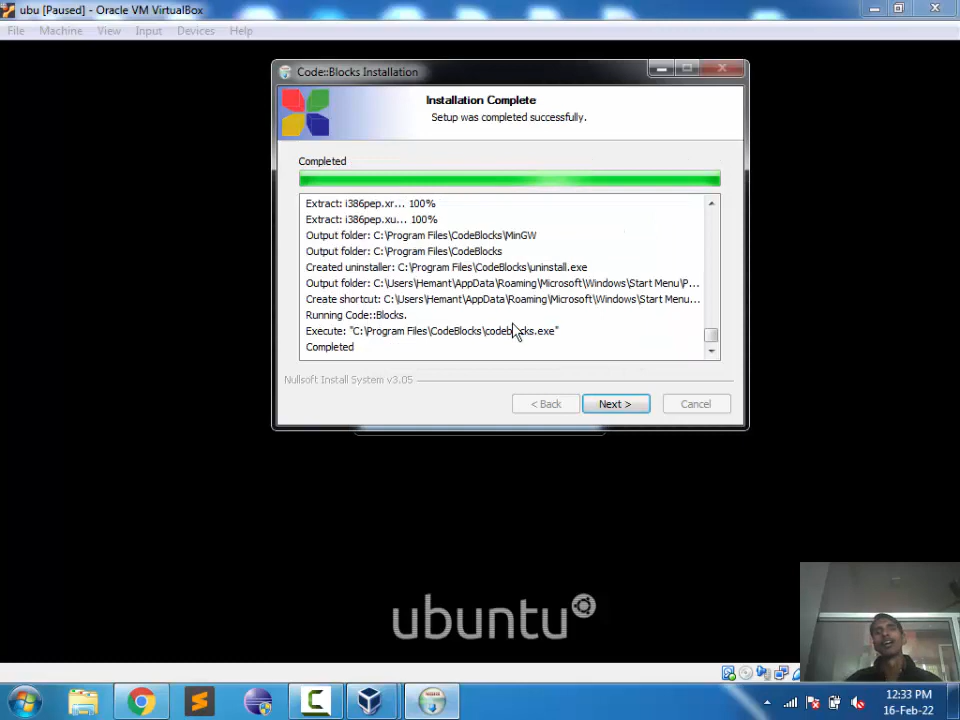 ubu [Paused] - Oracle VM VirtualBox
File Machine View Input Devices Help
Code::Blocks Installation
Installation Complete
Setup was completed successfully.
Completed
Extract: i386pep.xr... 100%
Extract: i386pep.xu... 100%
Output folder: C:\Program Files\CodeBlocks\MinGW
Output folder: C:\Program Files\CodeBlocks
Created uninstaller: C:\Program Files\CodeBlocks\uninstall.exe
Output folder: C:\Users\Hemant\AppData\Roaming\Microsoft\Windows\Start Menu\P...
Create shortcut: C:\Users\Hemant\AppData\Roaming\Microsoft\Windows\Start Menu...
Running Code::Blocks.
Execute: "C:\Program Files\CodeBlocks\codeblocks.exe"
Completed
Nullsoft Install System v3.05
< Back Next > Cancel
ubuntu
12:33 PM
16-Feb-22